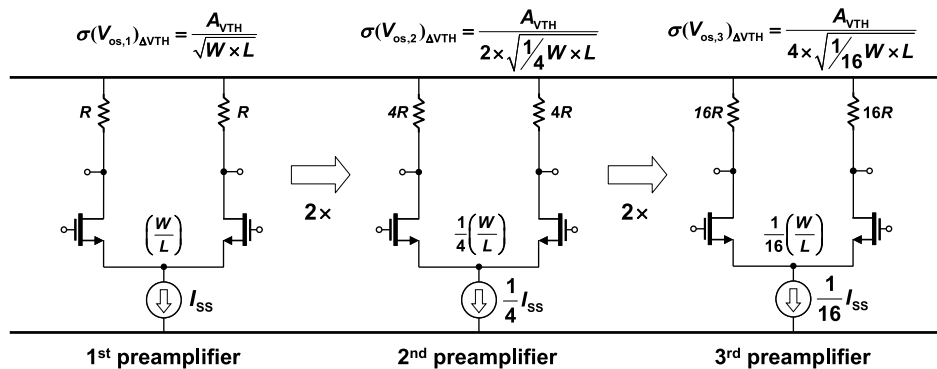 σ(V_os,1)_ΔVTH = A_VTH / √(W × L)
σ(V_os,2)_ΔVTH = A_VTH / (2 × √(1/4 W × L))
σ(V_os,3)_ΔVTH = A_VTH / (4 × √(1/16 W × L))
R R 4R 4R 16R 16R
2× 2×
(W/L) 1/4 (W/L) 1/16 (W/L)
I_SS 1/4 I_SS 1/16 I_SS
1st preamplifier 2nd preamplifier 3rd preamplifier